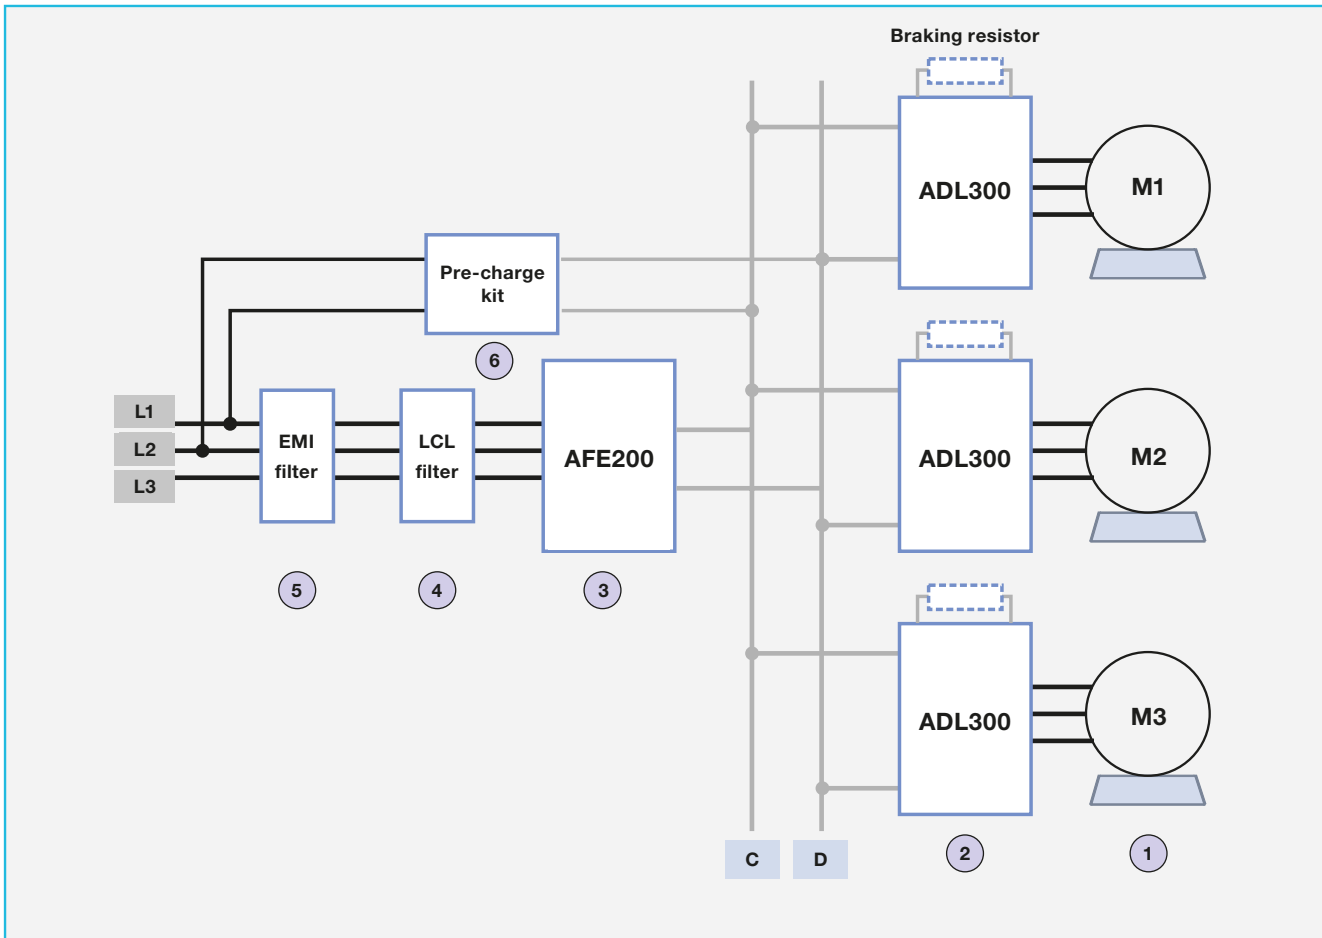 Braking resistor
ADL300
M1
Pre-charge
kit
6
L1
L2
L3
EMI
filter
LCL
filter
AFE200
ADL300
M2
5
4
3
ADL300
M3
C
D
2
1